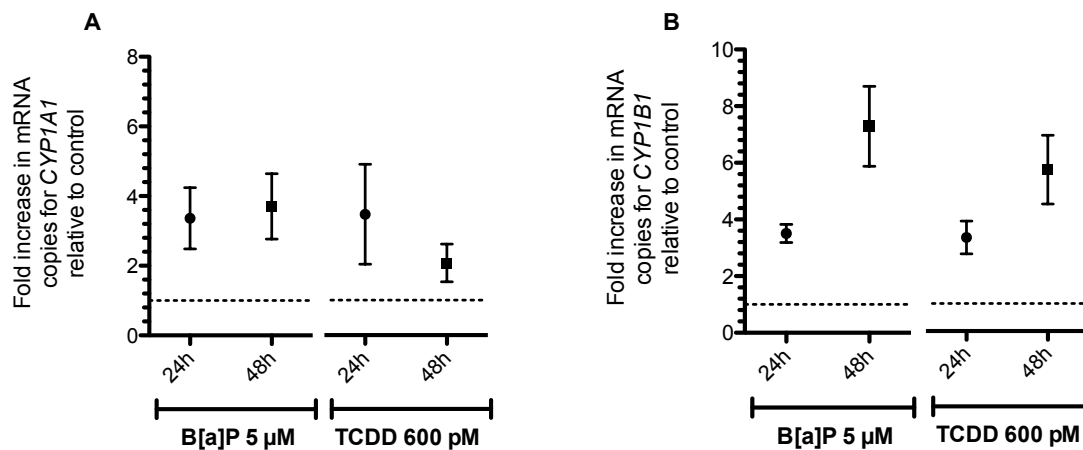 A
Fold increase in mRNA
copies for CYP1A1
relative to control
8
6
4
2
0
24h
48h
24h
48h
B[a]P 5 µM
TCDD 600 pM
B
Fold increase in mRNA
copies for CYP1B1
relative to control
10
8
6
4
2
0
24h
48h
24h
48h
B[a]P 5 µM
TCDD 600 pM